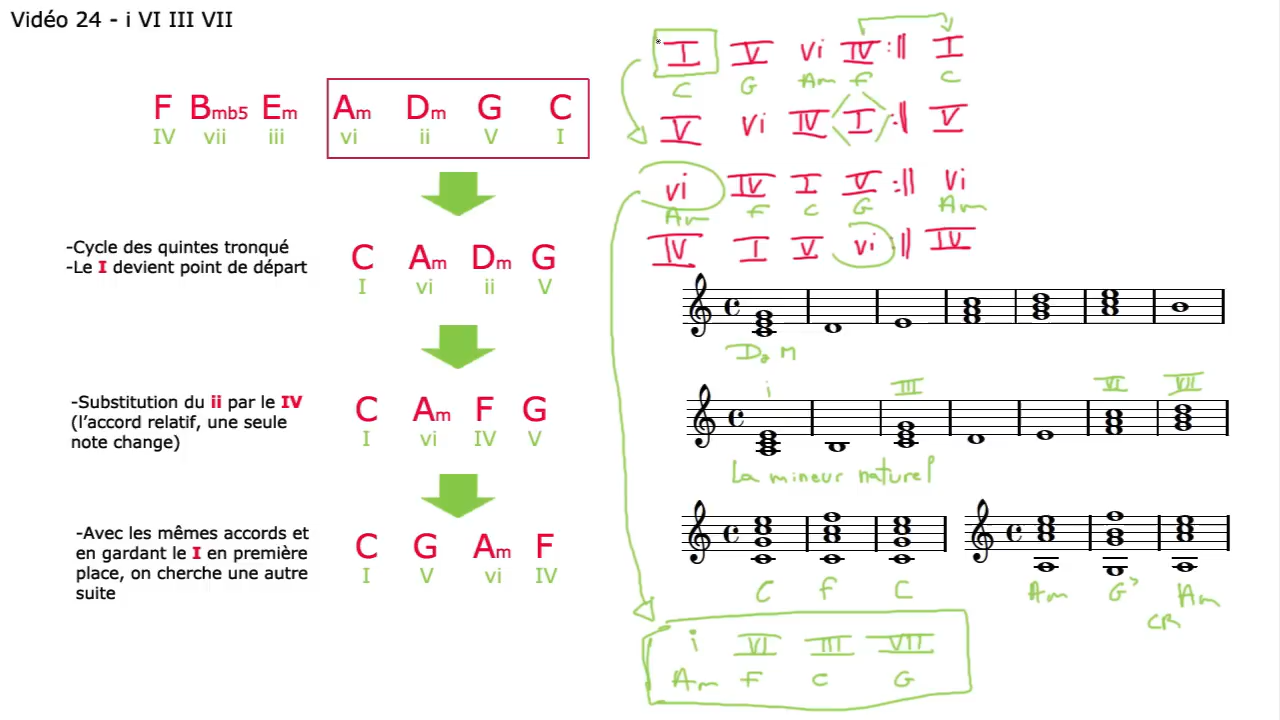 Vidéo 24 - i VI III VII
F Bmb5 Em Am Dm G C
IV vii iii vi ii V I
-Cycle des quintes tronqué
-Le I devient point de départ
C Am Dm G
I vi ii V
-Substitution du ii par le IV
(l'accord relatif, une seule
note change)
C Am F G
I vi IV V
-Avec les mêmes accords et
en gardant le I en première
place, on cherche une autre
suite
C G Am F
I V vi IV
I V vi IV :|| I
C G Am F C
V vi IV I :|| V
vi IV I V :|| vi
Am F C G Am
IV I V vi :|| IV
Do M
i III VI VII
La mineur naturel
C F C
Am G7 Am
CR
i VI III VII
Am F C G